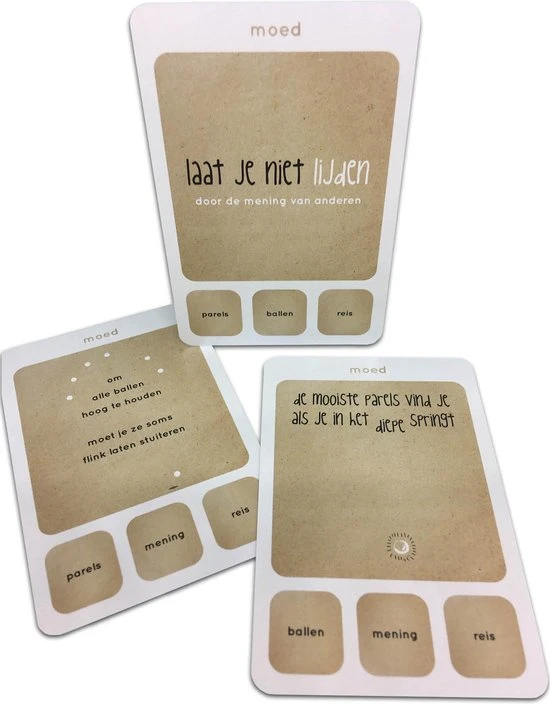 moed
laat je niet lijden
door de mening van anderen
parels ballen reis
moed
om
alle ballen
hoog te houden
moet je ze soms
flink laten stuiteren
parels mening reis
moed
de mooiste parels vind je
als je in het diepe springt
ballen mening reis